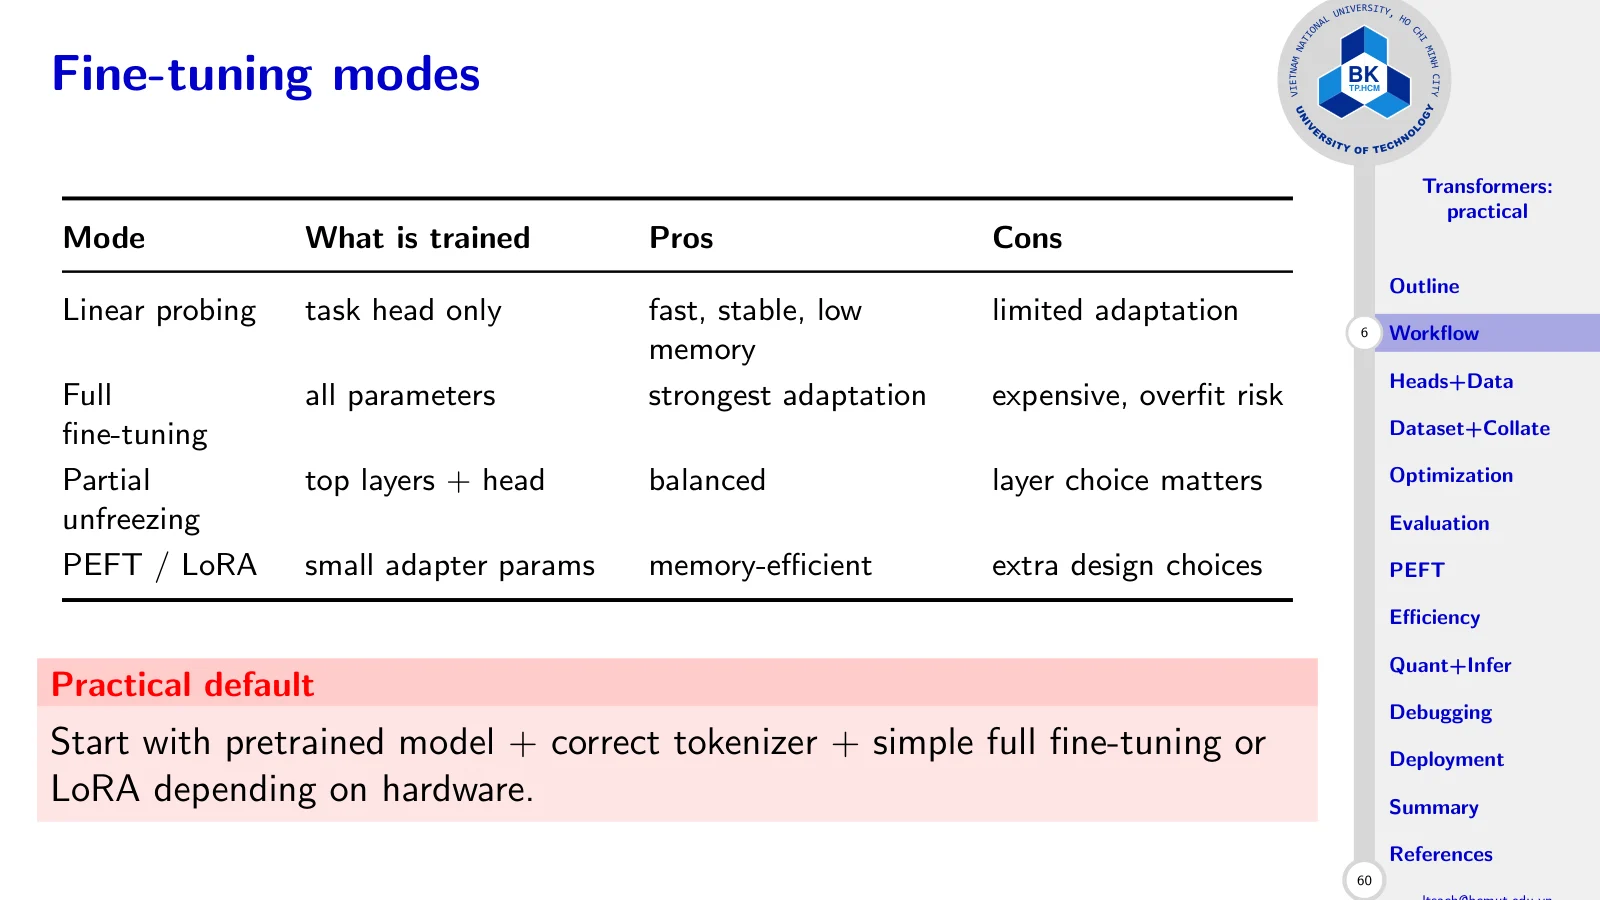 Fine-tuning modes
Mode What is trained Pros Cons
Linear probing task head only fast, stable, low memory limited adaptation
Full fine-tuning all parameters strongest adaptation expensive, overfit risk
Partial unfreezing top layers + head balanced layer choice matters
PEFT / LoRA small adapter params memory-efficient extra design choices
Practical default
Start with pretrained model + correct tokenizer + simple full fine-tuning or
LoRA depending on hardware.
VIETNAM NATIONAL UNIVERSITY, HO CHI MINH CITY
BK
TP.HCM
UNIVERSITY OF TECHNOLOGY
Transformers:
practical
Outline
6 Workflow
Heads+Data
Dataset+Collate
Optimization
Evaluation
PEFT
Efficiency
Quant+Infer
Debugging
Deployment
Summary
References
60